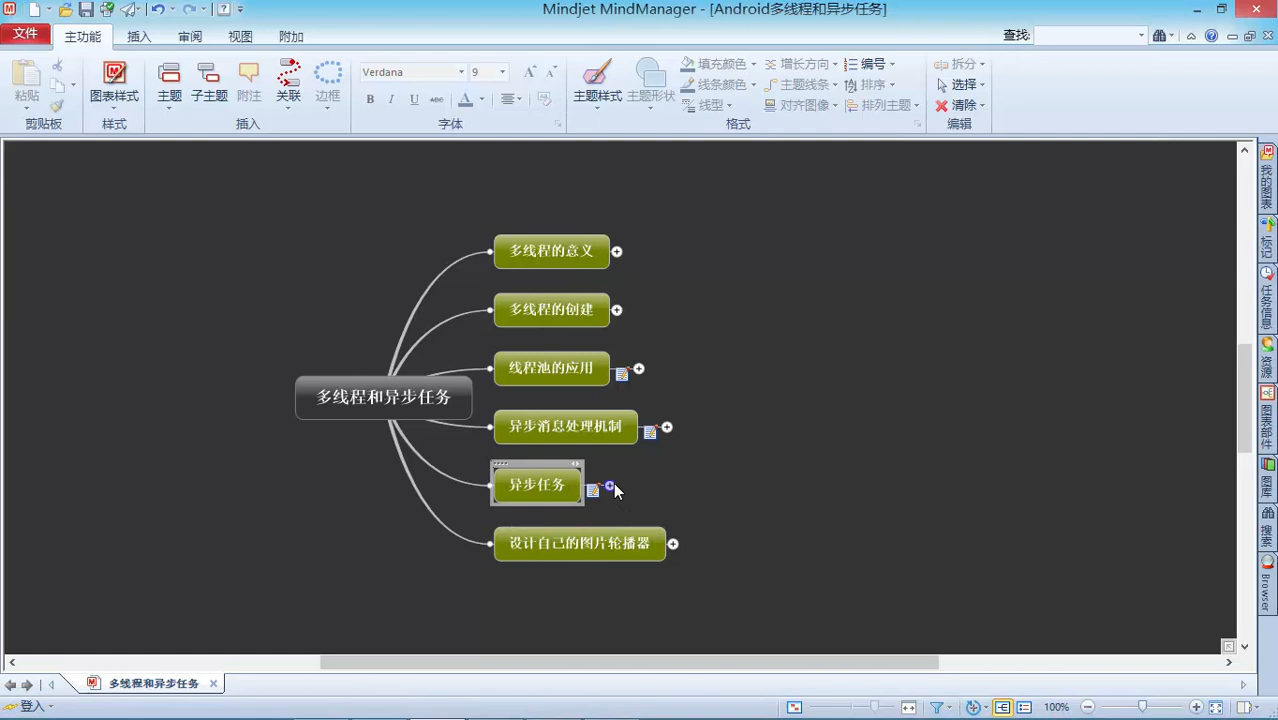 Mindjet MindManager - [Android多线程和异步任务]
文件 主功能 插入 审阅 视图 附加 查找:
粘贴 图表样式 主题 子主题 附注 关联 边框 Verdana 9 主题样式 主题形状 填充颜色 增长方向 编号 拆分
B I U abc A 线条颜色 主题线条 排序 选择
线型 对齐图像 排列主题 清除
剪贴板 样式 插入 字体 格式 编辑
多线程的意义
多线程的创建
线程池的应用
多线程和异步任务
异步消息处理机制
异步任务
设计自己的图片轮播器
我的图表
标记
任务信息
资源
图表部件
图库
搜索
Browser
多线程和异步任务
登入 100%